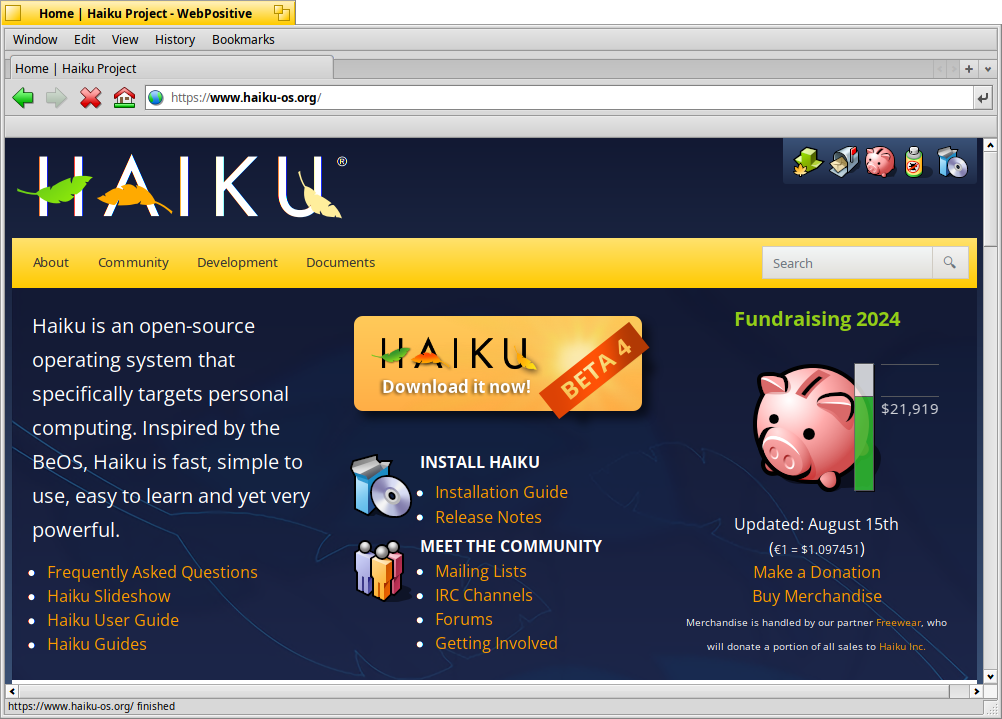 Home | Haiku Project - WebPositive
Window Edit View History Bookmarks
Home | Haiku Project
https://www.haiku-os.org/
HAIKU®
About Community Development Documents Search
Haiku is an open-source
operating system that
specifically targets personal
computing. Inspired by the
BeOS, Haiku is fast, simple to
use, easy to learn and yet very
powerful.
Frequently Asked Questions
Haiku Slideshow
Haiku User Guide
Haiku Guides
HAIKU
Download it now!
BETA 4
INSTALL HAIKU
Installation Guide
Release Notes
MEET THE COMMUNITY
Mailing Lists
IRC Channels
Forums
Getting Involved
Fundraising 2024
$21,919
Updated: August 15th
(€1 = $1.097451)
Make a Donation
Buy Merchandise
Merchandise is handled by our partner Freewear, who
will donate a portion of all sales to Haiku Inc.
https://www.haiku-os.org/ finished